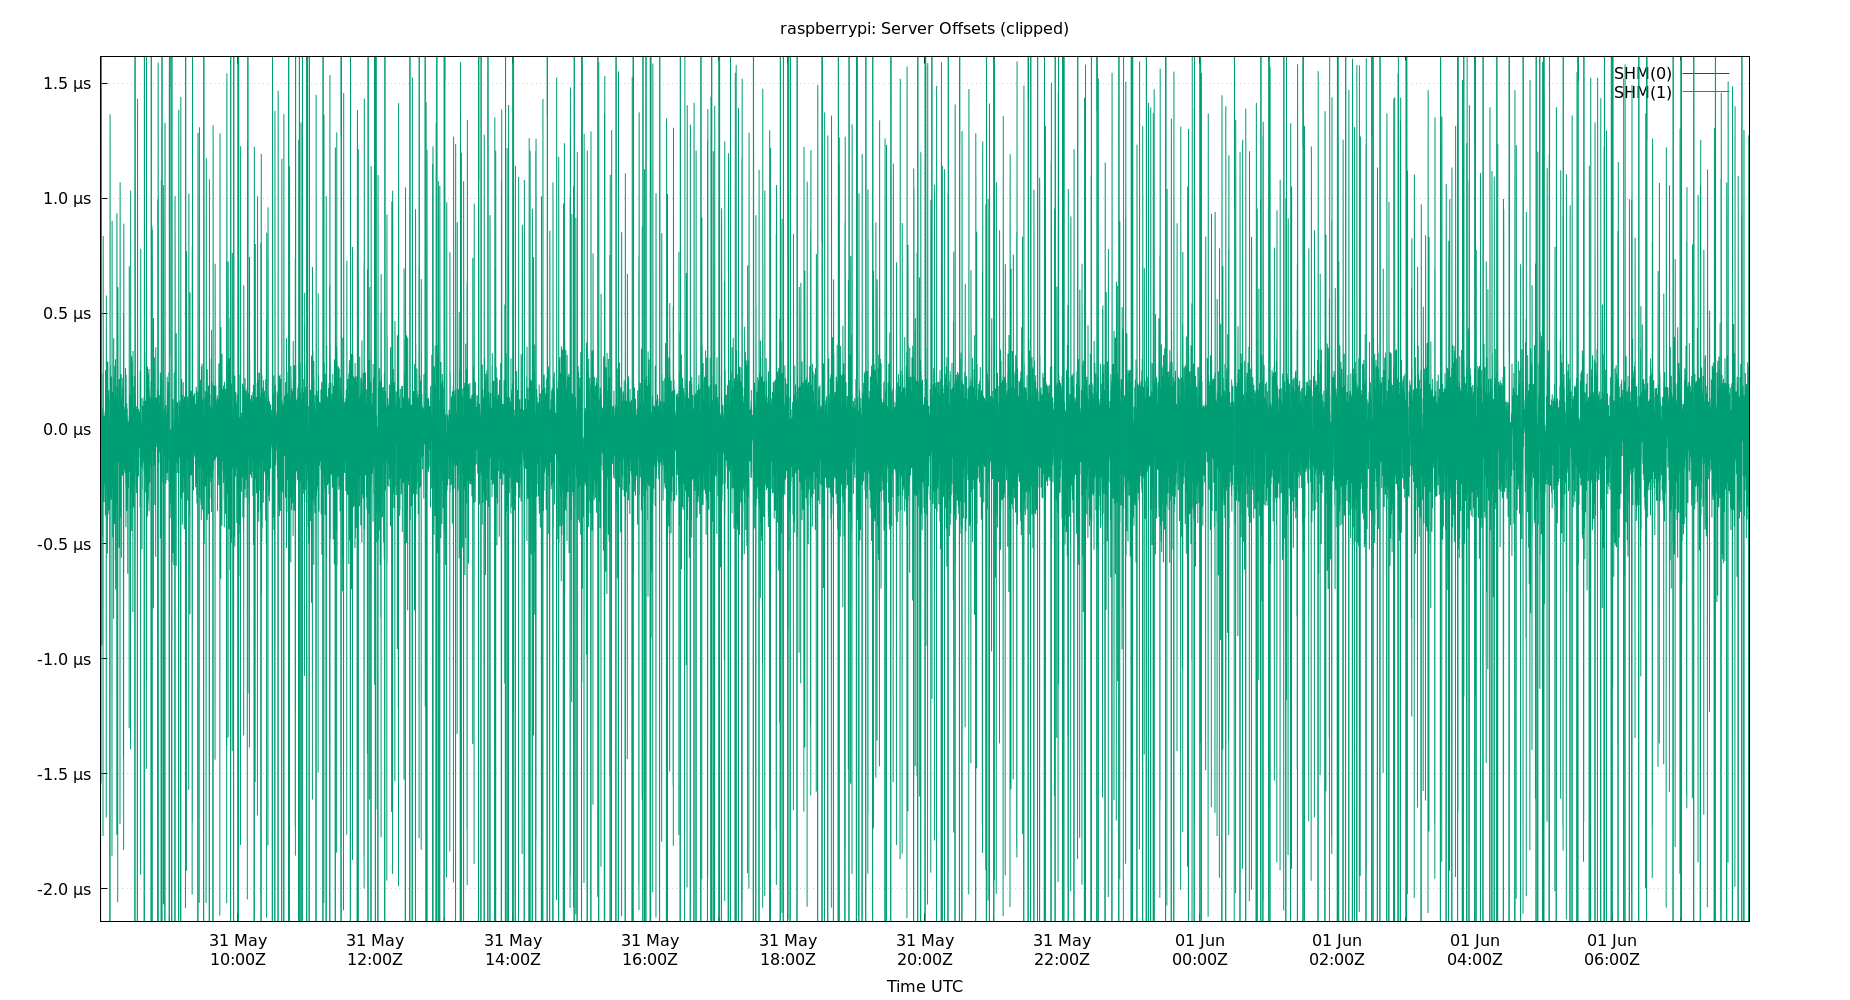 raspberrypi: Server Offsets (clipped)
SHM(0)
SHM(1)
1.5 µs
1.0 µs
0.5 µs
0.0 µs
-0.5 µs
-1.0 µs
-1.5 µs
-2.0 µs
31 May 31 May 31 May 31 May 31 May 31 May 31 May 01 Jun 01 Jun 01 Jun 01 Jun
10:00Z 12:00Z 14:00Z 16:00Z 18:00Z 20:00Z 22:00Z 00:00Z 02:00Z 04:00Z 06:00Z
Time UTC